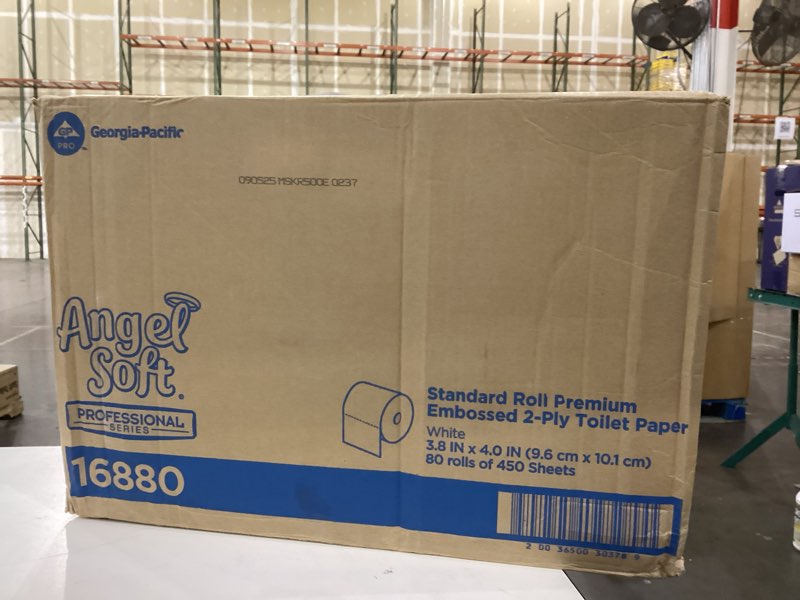 GP
PRO
Georgia-Pacific
090525 MSKR500E 0237
Angel
Soft
PROFESSIONAL
SERIES
Standard Roll Premium
Embossed 2-Ply Toilet Paper
White
3.8 IN x 4.0 IN (9.6 cm x 10.1 cm)
80 rolls of 450 Sheets
16880
2 00 36500 30378 9